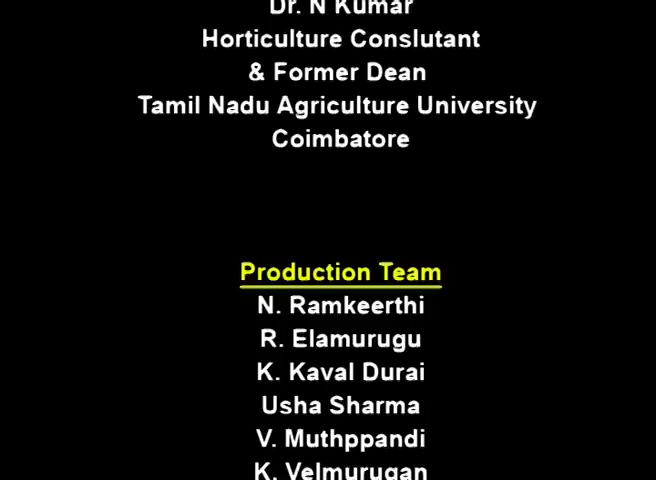 Dr. N Kumar
Horticulture Conslutant
& Former Dean
Tamil Nadu Agriculture University
Coimbatore
Production Team
N. Ramkeerthi
R. Elamurugu
K. Kaval Durai
Usha Sharma
V. Muthppandi
K. Velmurugan